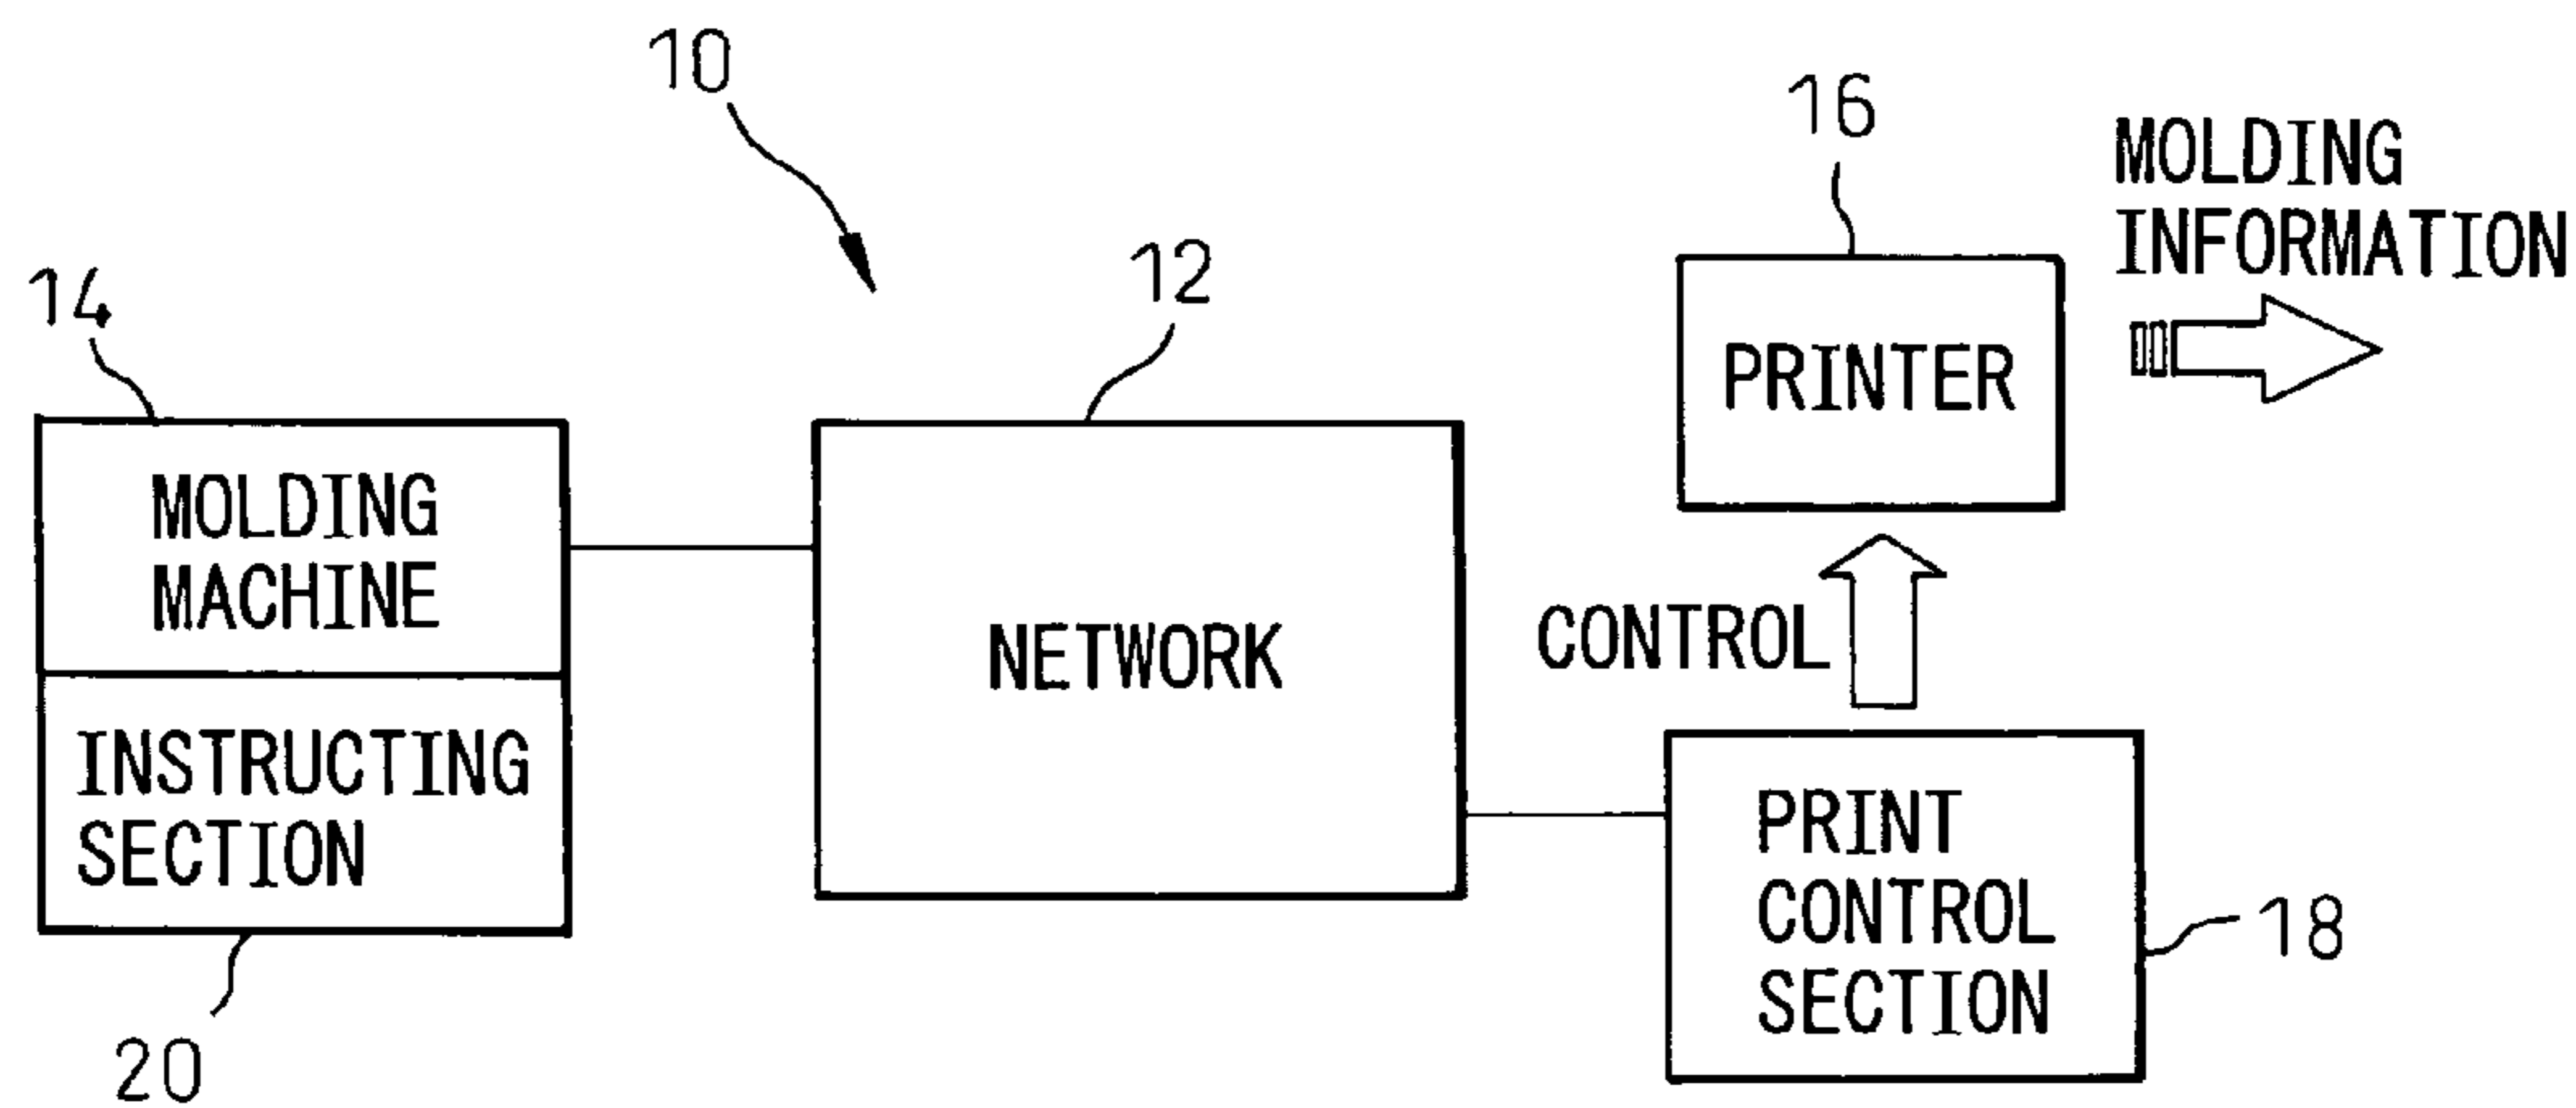 10
16
MOLDING
INFORMATION
12
14
PRINTER
MOLDING
MACHINE
CONTROL
NETWORK
INSTRUCTING
SECTION
PRINT
CONTROL
SECTION
18
20